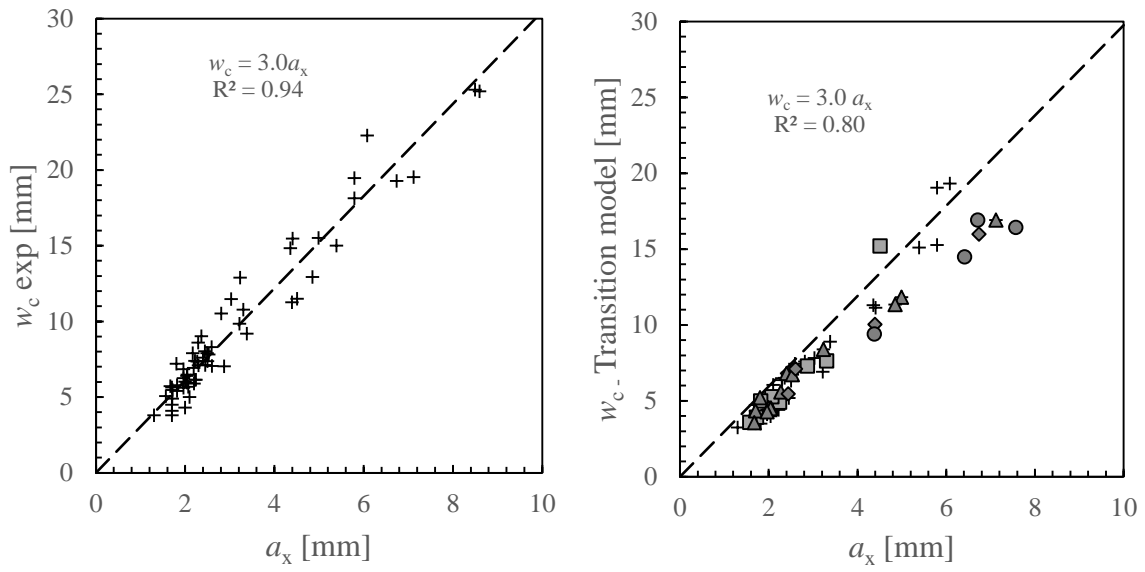 30
25
20
15
10
5
0
w_c exp [mm]
w_c = 3.0a_x
R² = 0.94
0 2 4 6 8 10
a_x [mm]
30
25
20
15
10
5
0
w_c- Transition model [mm]
w_c = 3.0 a_x
R² = 0.80
0 2 4 6 8 10
a_x [mm]